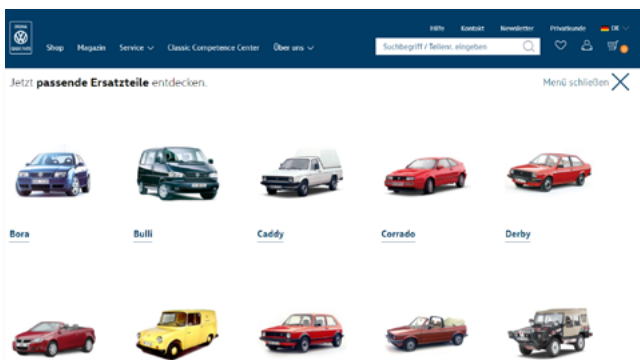 Hilfe Kontakt Newsletter Privatkunde DE
Shop Magazin Service Classic Competence Center Über uns Suchbegriff / Teilenr. eingeben
Jetzt passende Ersatzteile entdecken. Menü schließen
Bora Bulli Caddy Corrado Derby